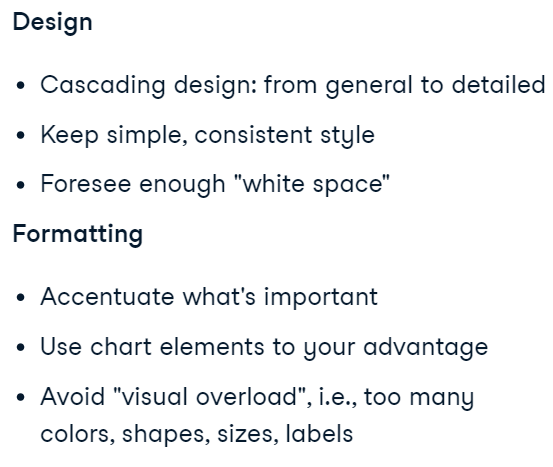 Design
• Cascading design: from general to detailed
• Keep simple, consistent style
• Foresee enough "white space"
Formatting
• Accentuate what's important
• Use chart elements to your advantage
• Avoid "visual overload", i.e., too many
colors, shapes, sizes, labels